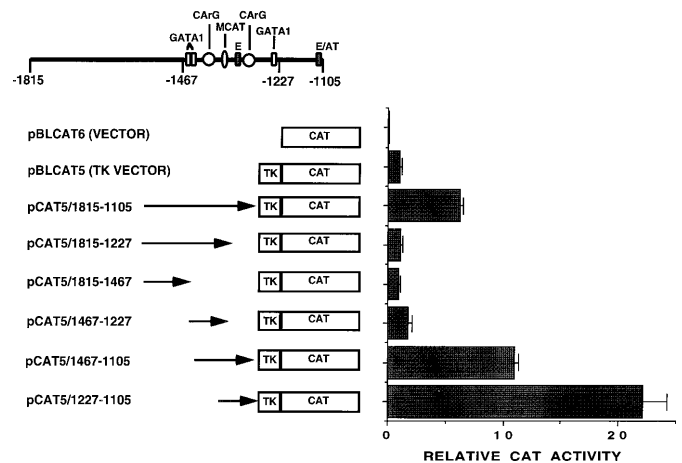 CArG CArG
MCAT
GATA1 E GATA1 E/AT
-1815 -1467 -1227 -1105
pBLCAT6 (VECTOR) CAT
pBLCAT5 (TK VECTOR) TK CAT
pCAT5/1815-1105 TK CAT
pCAT5/1815-1227 TK CAT
pCAT5/1815-1467 TK CAT
pCAT5/1467-1227 TK CAT
pCAT5/1467-1105 TK CAT
pCAT5/1227-1105 TK CAT
0 10 20
RELATIVE CAT ACTIVITY